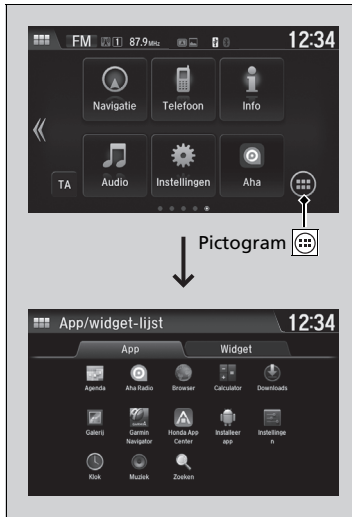 FM 1 87.9MHz 12:34
Navigatie Telefoon Info
TA Audio Instellingen Aha
Pictogram
App/widget-lijst 12:34
App Widget
Agenda Aha Radio Browser Calculator Downloads
Galerij Garmin Navigator Honda App Center Installeer app Instellinge n
Klok Muziek Zoeken